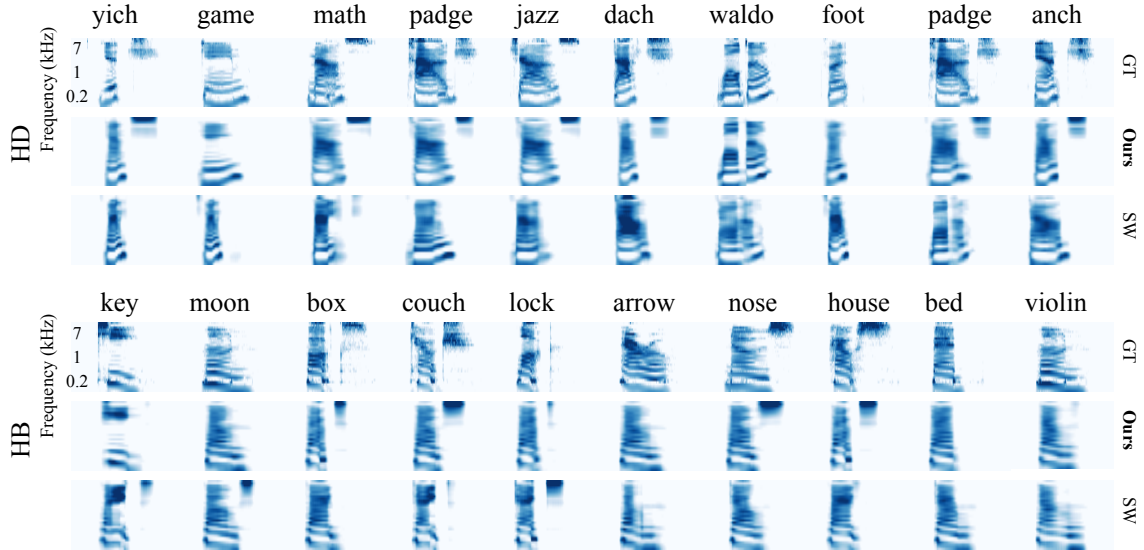 yich game math padge jazz dach waldo foot padge anch
HD
Frequency (kHz)
7
1
0.2
GT
Ours
SW
key moon box couch lock arrow nose house bed violin
HB
Frequency (kHz)
7
1
0.2
GT
Ours
SW